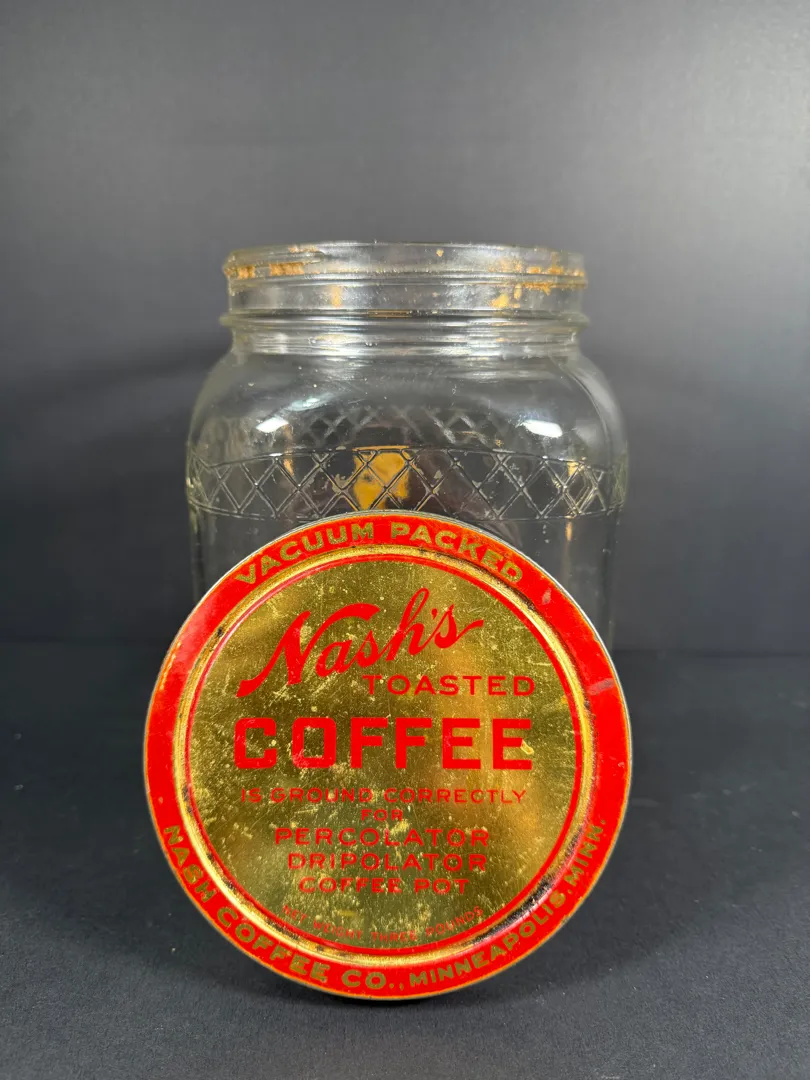 VACUUM PACKED
Nash's
TOASTED
COFFEE
IS GROUND CORRECTLY
FOR
PERCOLATOR
DRIPOLATOR
COFFEE POT
NET WEIGHT THREE POUNDS
NASH COFFEE CO., MINNEAPOLIS, MINN.